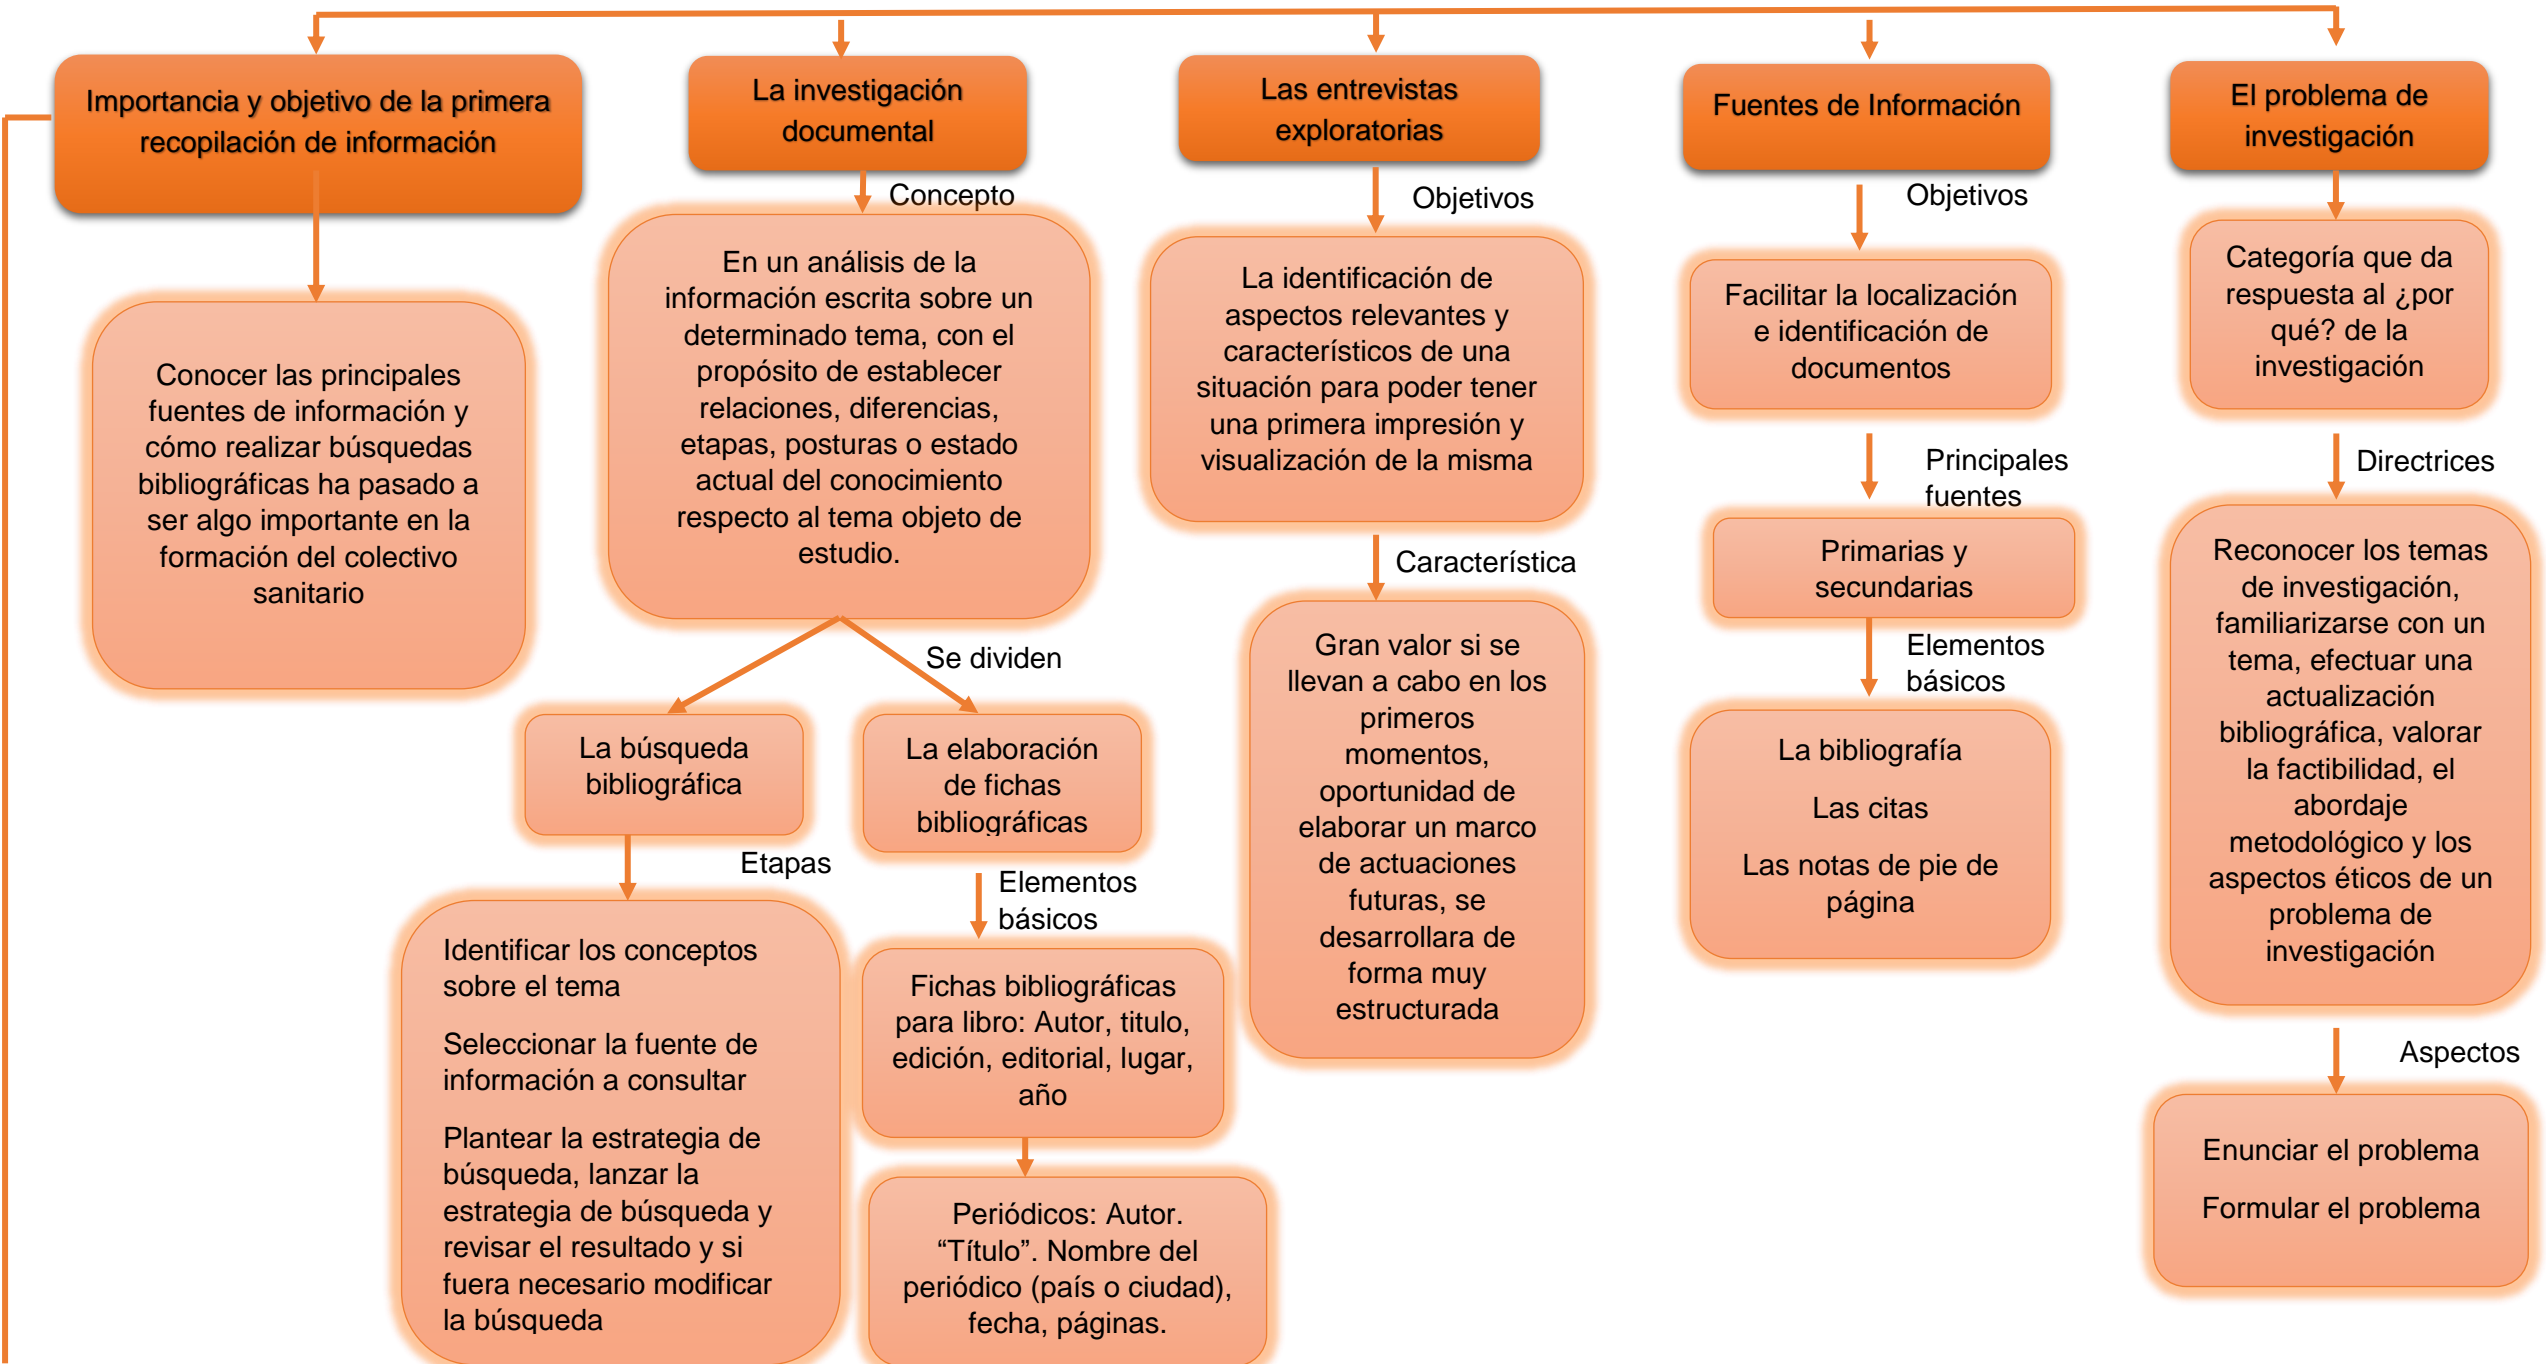 Importancia y objetivo de la primera
recopilación de información
Conocer las principales
fuentes de información y
cómo realizar búsquedas
bibliográficas ha pasado a
ser algo importante en la
formación del colectivo
sanitario
La investigación
documental
Concepto
En un análisis de la
información escrita sobre un
determinado tema, con el
propósito de establecer
relaciones, diferencias,
etapas, posturas o estado
actual del conocimiento
respecto al tema objeto de
estudio.
Se dividen
La búsqueda
bibliográfica
Etapas
Identificar los conceptos
sobre el tema
Seleccionar la fuente de
información a consultar
Plantear la estrategia de
búsqueda, lanzar la
estrategia de búsqueda y
revisar el resultado y si
fuera necesario modificar
la búsqueda
La elaboración
de fichas
bibliográficas
Elementos
básicos
Fichas bibliográficas
para libro: Autor, titulo,
edición, editorial, lugar,
año
Periódicos: Autor.
“Título”. Nombre del
periódico (país o ciudad),
fecha, páginas.
Las entrevistas
exploratorias
Objetivos
La identificación de
aspectos relevantes y
característicos de una
situación para poder tener
una primera impresión y
visualización de la misma
Característica
Gran valor si se
llevan a cabo en los
primeros
momentos,
oportunidad de
elaborar un marco
de actuaciones
futuras, se
desarrollara de
forma muy
estructurada
Fuentes de Información
Objetivos
Facilitar la localización
e identificación de
documentos
Principales
fuentes
Primarias y
secundarias
Elementos
básicos
La bibliografía
Las citas
Las notas de pie de
página
El problema de
investigación
Categoría que da
respuesta al ¿por
qué? de la
investigación
Directrices
Reconocer los temas
de investigación,
familiarizarse con un
tema, efectuar una
actualización
bibliográfica, valorar
la factibilidad, el
abordaje
metodológico y los
aspectos éticos de un
problema de
investigación
Aspectos
Enunciar el problema
Formular el problema